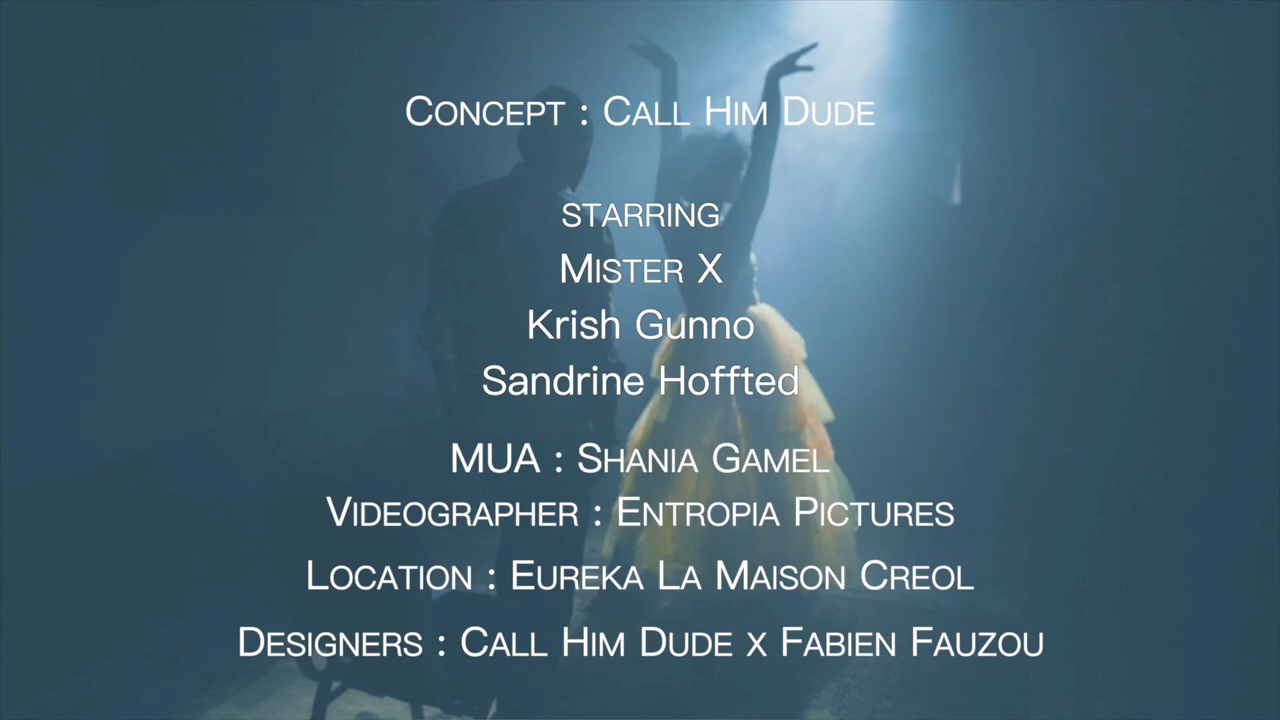 Concept : Call Him Dude
STARRING
Mister X
Krish Gunno
Sandrine Hoffted
MUA : Shania Gamel
Videographer : Entropia Pictures
Location : Eureka La Maison Creol
Designers : Call Him Dude x Fabien Fauzou